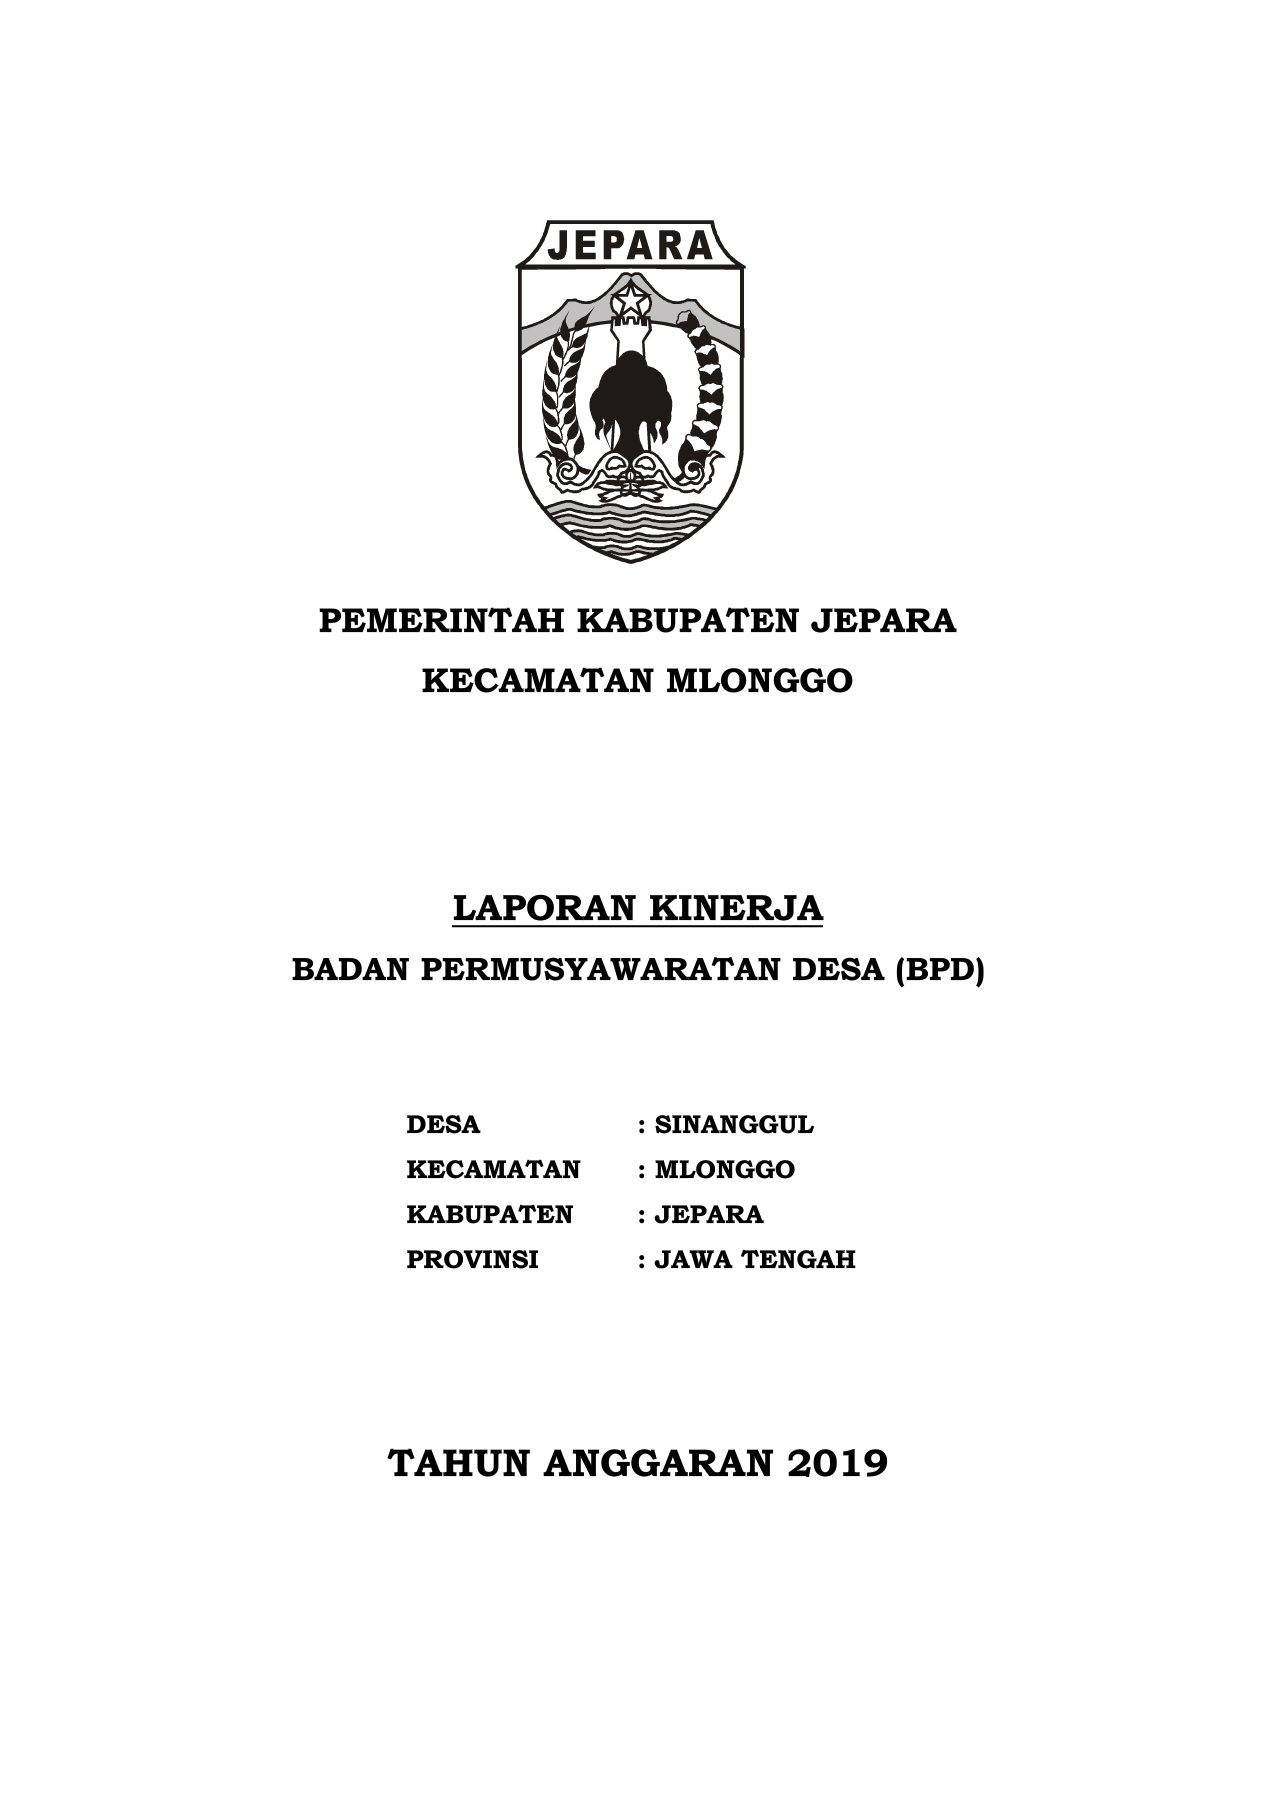 JEPARA
PEMERINTAH KABUPATEN JEPARA
KECAMATAN MLONGGO
LAPORAN KINERJA
BADAN PERMUSYAWARATAN DESA (BPD)
DESA : SINANGGUL
KECAMATAN : MLONGGO
KABUPATEN : JEPARA
PROVINSI : JAWA TENGAH
TAHUN ANGGARAN 2019